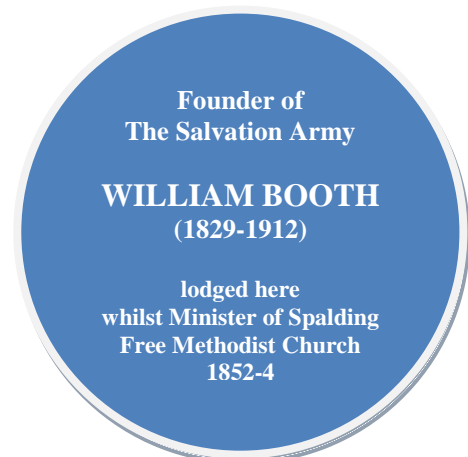 Founder of
The Salvation Army
WILLIAM BOOTH
(1829-1912)
lodged here
whilst Minister of Spalding
Free Methodist Church
1852-4